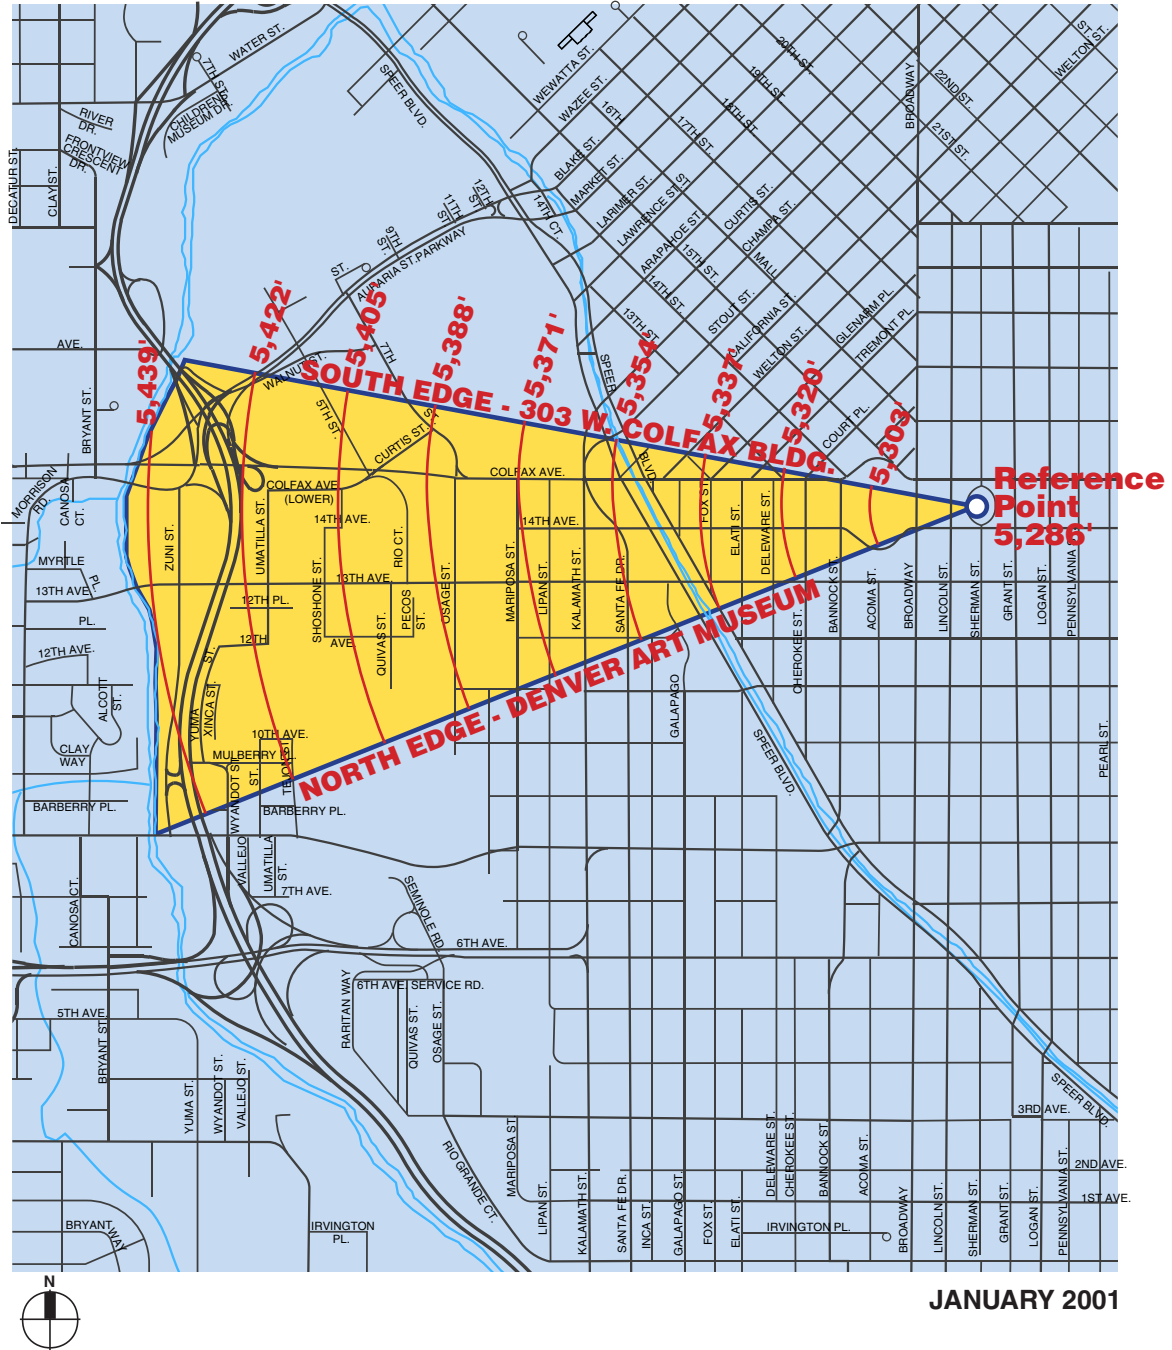 WATER ST.
7TH ST.
CHILDREN'S
MUSEUM DR.
RIVER
DR.
FRONTVIEW
CRESCENT
DR.
DECATUR ST.
CLAY ST.
SPEER BLVD.
WEWATTA ST.
WAZEE ST.
16TH
20TH ST.
19TH ST.
18TH ST.
17TH ST.
BROADWAY
ST.
WELTON ST.
22ND ST.
21ST ST.
BLAKE ST.
MARKET ST.
LARIMER ST.
LAWRENCE ST.
ST.
ARAPAHOE ST.
CURTIS ST.
CHAMPA ST.
MALL
15TH ST.
14TH ST.
13TH ST.
STOUT ST.
CALIFORNIA ST.
WELTON ST.
GLENARM PL.
TREMONT PL.
COURT PL.
12TH
ST.
11TH
ST.
14TH CT.
9TH
ST.
ST.
AURARIA ST.PARKWAY
AVE.
BRYANT ST.
5,439'
5,422'
5,405'
5,388'
5,371'
5,354'
5,337'
5,320'
5,303'
WALNUT ST.
7TH
ST.
5TH ST.
CURTIS ST.
SPEER
BLVD.
SOUTH EDGE - 303 W. COLFAX BLDG.
Reference
Point
5,286'
COLFAX AVE.
COLFAX AVE.
(LOWER)
MORRISON
RD.
CANOSA
CT.
14TH AVE.
14TH AVE.
ZUNI ST.
UMATILLA ST.
SHOSHONE ST.
RIO CT.
OSAGE ST.
MARIPOSA ST.
LIPAN ST.
KALAMATH ST.
SANTA FE DR.
FOX ST.
ELATI ST.
DELEWARE ST.
CHEROKEE ST.
BANNOCK ST.
ACOMA ST.
BROADWAY
LINCOLN ST.
SHERMAN ST.
GRANT ST.
LOGAN ST.
PENNSYLVANIA ST.
MYRTLE
PL.
13TH AVE.
13TH AVE.
PL.
12TH PL.
12TH AVE.
12TH
AVE.
QUIVAS ST.
PECOS
ST.
ALCOTT
ST.
ST.
YUMA
XINCA ST.
CLAY
WAY
10TH AVE.
MULBERRY
ST.
WYANDOT ST.
TEJON ST.
BARBERRY PL.
BARBERRY PL.
NORTH EDGE - DENVER ART MUSEUM
GALAPAGO
SPEER BLVD.
PEARL ST.
VALLEJO
UMATILLA
ST.
7TH AVE.
CANOSA CT.
SEMINOLE RD.
6TH AVE.
6TH AVE. SERVICE RD.
RARITAN WAY
QUIVAS ST.
OSAGE ST.
5TH AVE.
BRYANT ST.
YUMA ST.
WYANDOT ST.
VALLEJO ST.
SPEER BLVD.
3RD AVE.
2ND AVE.
1ST AVE.
RIO GRANDE CT.
MARIPOSA ST.
LIPAN ST.
KALAMATH ST.
SANTA FE DR.
INCA ST.
GALAPAGO ST.
FOX ST.
ELATI ST.
DELEWARE ST.
CHEROKEE ST.
BANNOCK ST.
ACOMA ST.
BROADWAY
LINCOLN ST.
SHERMAN ST.
GRANT ST.
LOGAN ST.
PENNSYLVANIA ST.
IRVINGTON PL.
BRYANT
WAY
IRVINGTON
PL.
N
JANUARY 2001